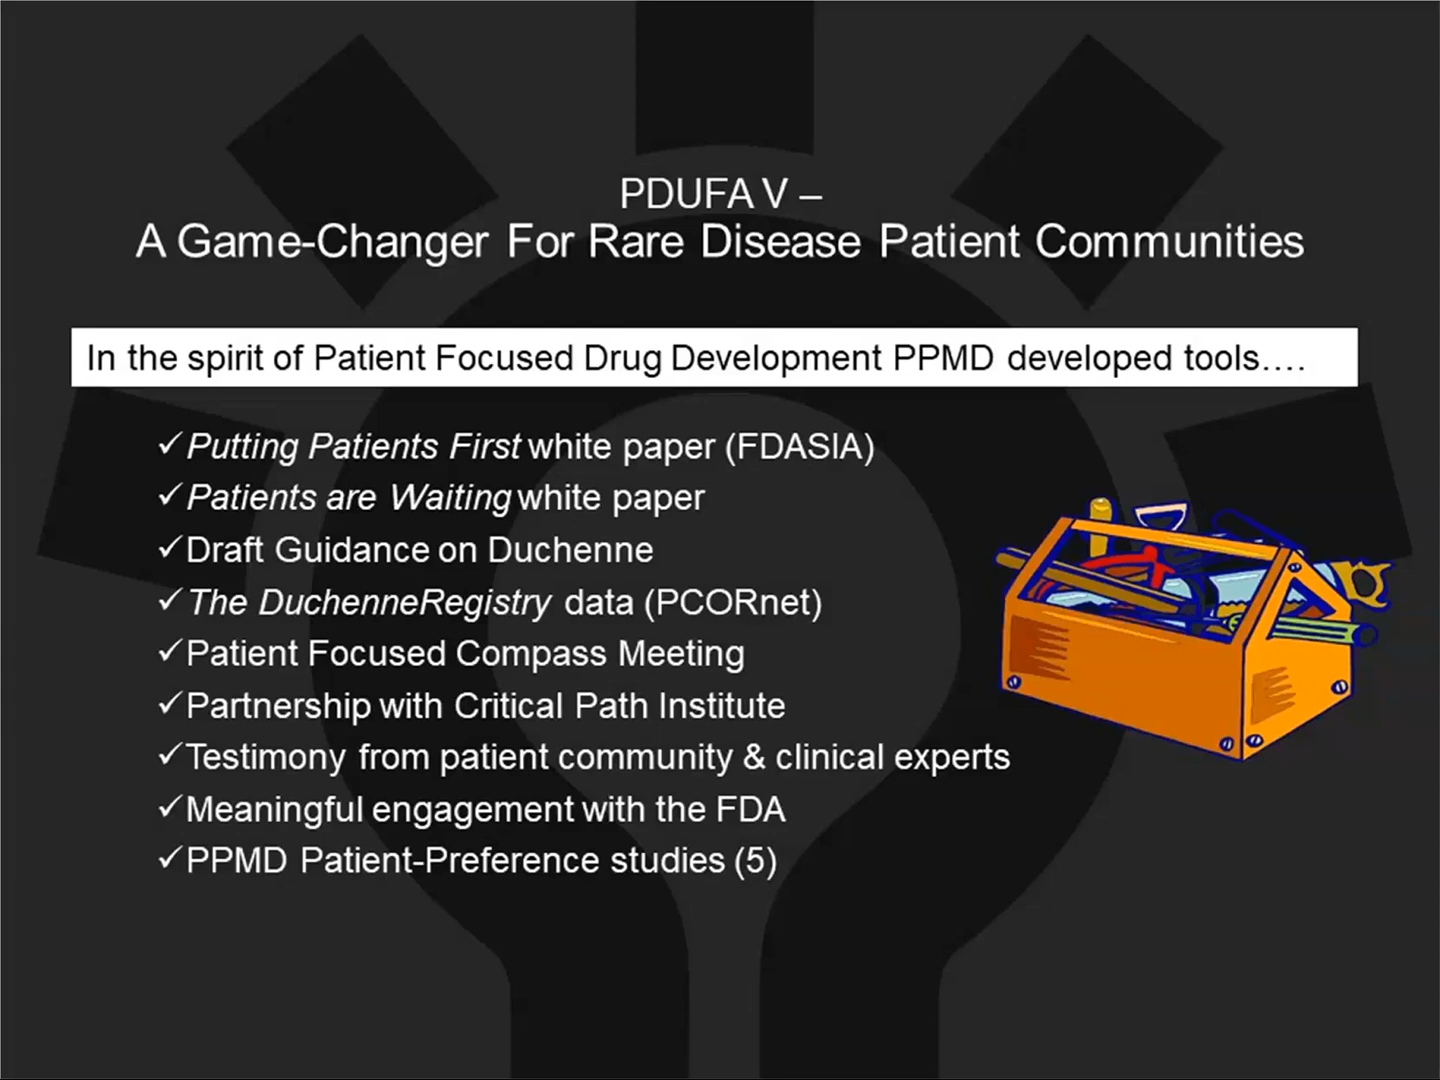 PDUFA V –
A Game-Changer For Rare Disease Patient Communities
In the spirit of Patient Focused Drug Development PPMD developed tools….
✓Putting Patients First white paper (FDASIA)
✓Patients are Waiting white paper
✓Draft Guidance on Duchenne
✓The DuchenneRegistry data (PCORnet)
✓Patient Focused Compass Meeting
✓Partnership with Critical Path Institute
✓Testimony from patient community & clinical experts
✓Meaningful engagement with the FDA
✓PPMD Patient-Preference studies (5)